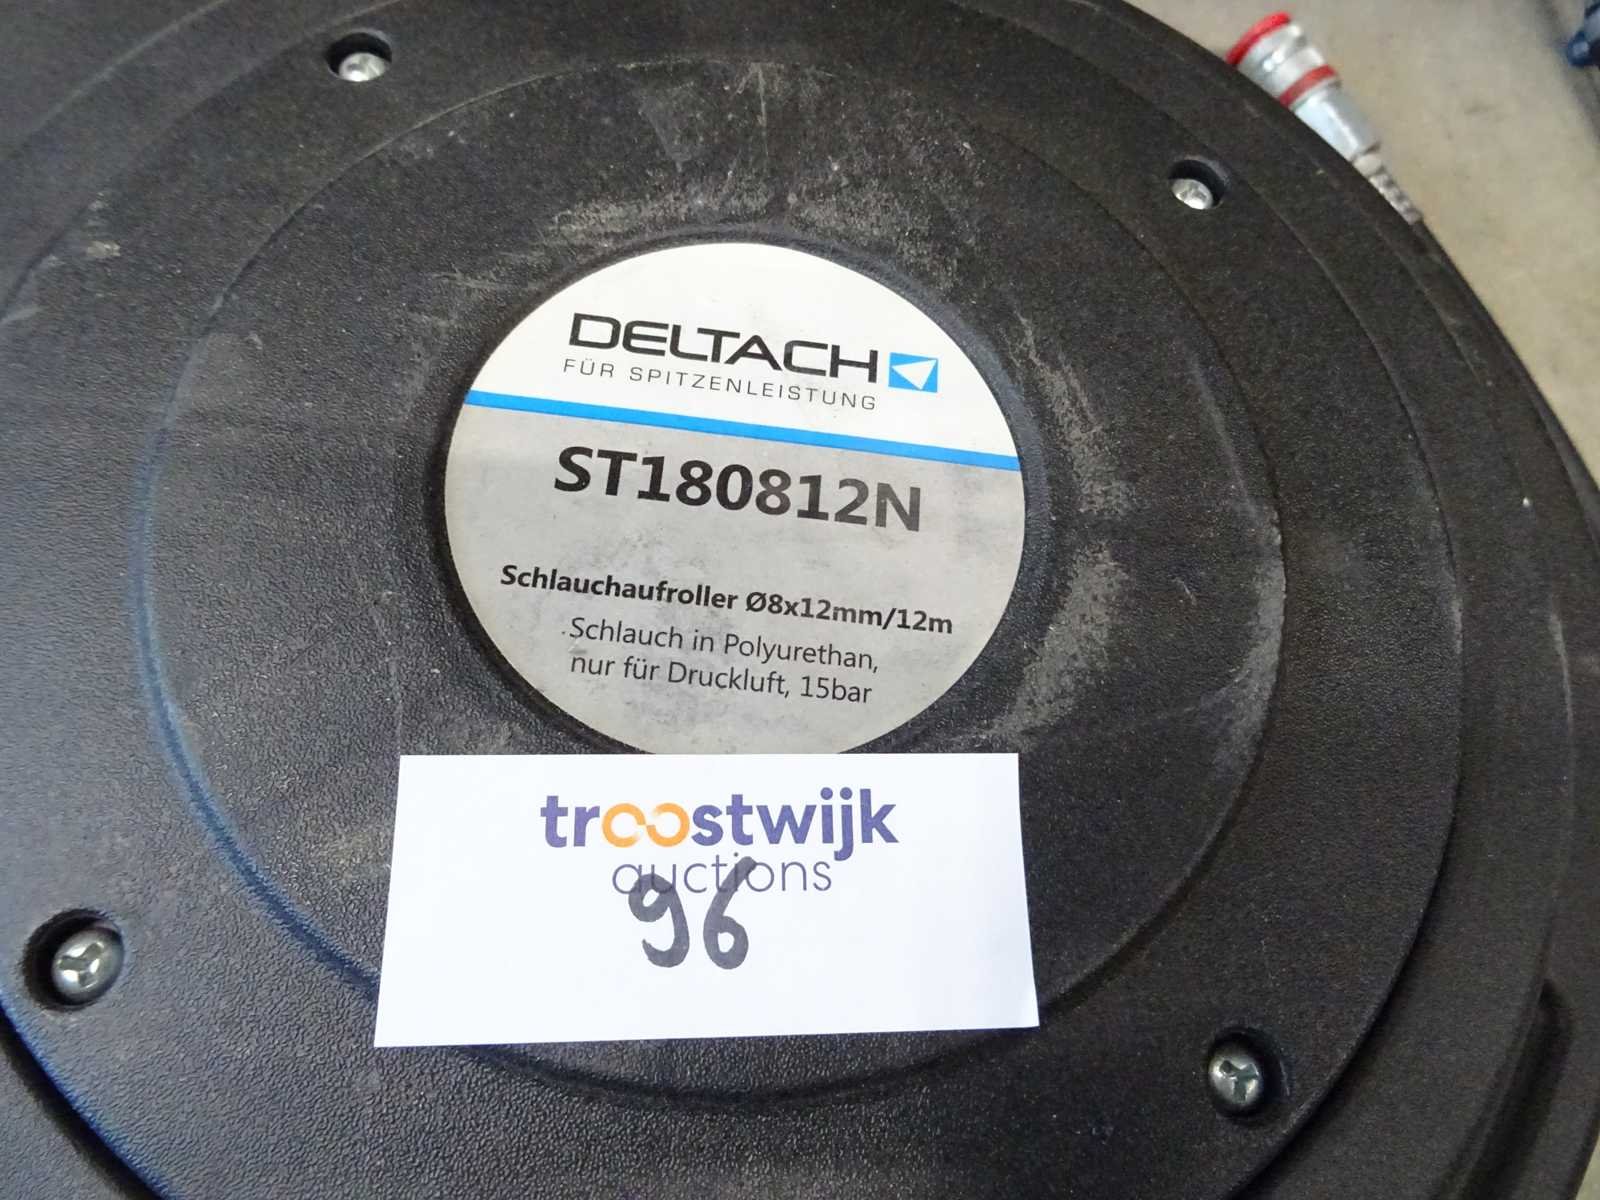 DELTACH
FÜR SPITZENLEISTUNG
ST180812N
Schlauchaufroller Ø8x12mm/12m
Schlauch in Polyurethan,
nur für Druckluft, 15bar
troostwijk
auctions
96